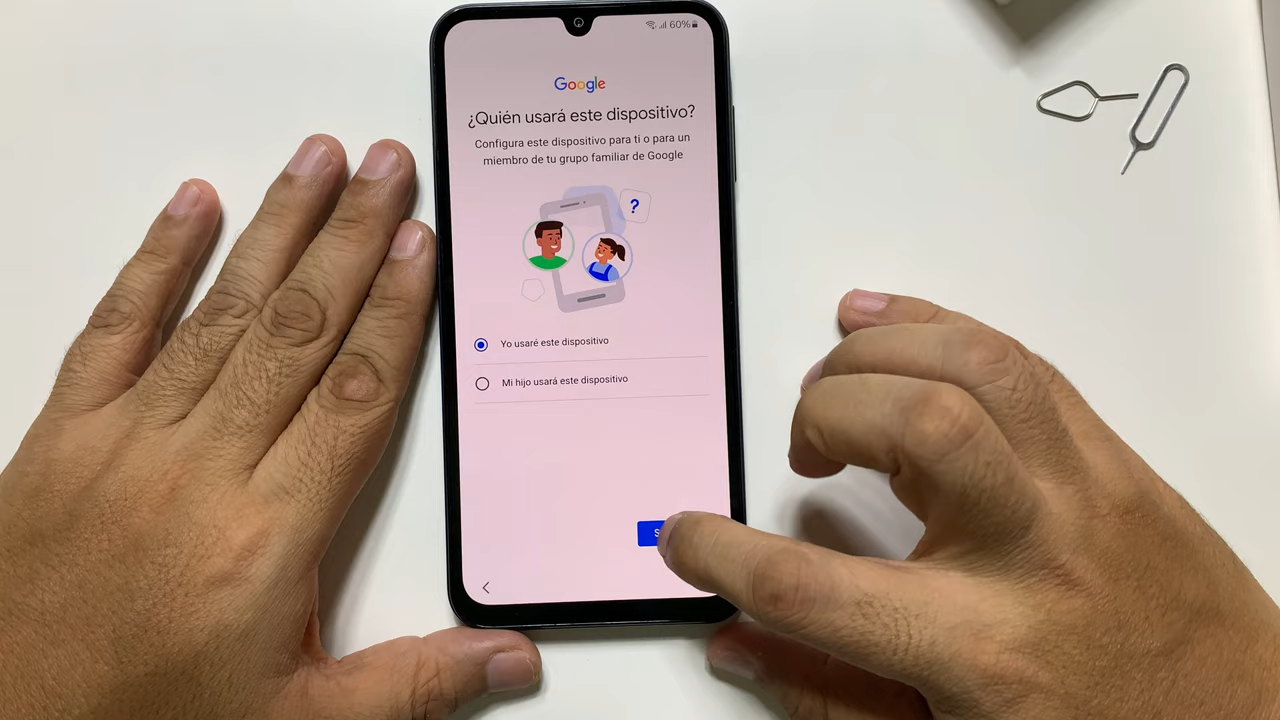 60%
Google
¿Quién usará este dispositivo?
Configura este dispositivo para ti o para un
miembro de tu grupo familiar de Google
?
Yo usaré este dispositivo
Mi hijo usará este dispositivo